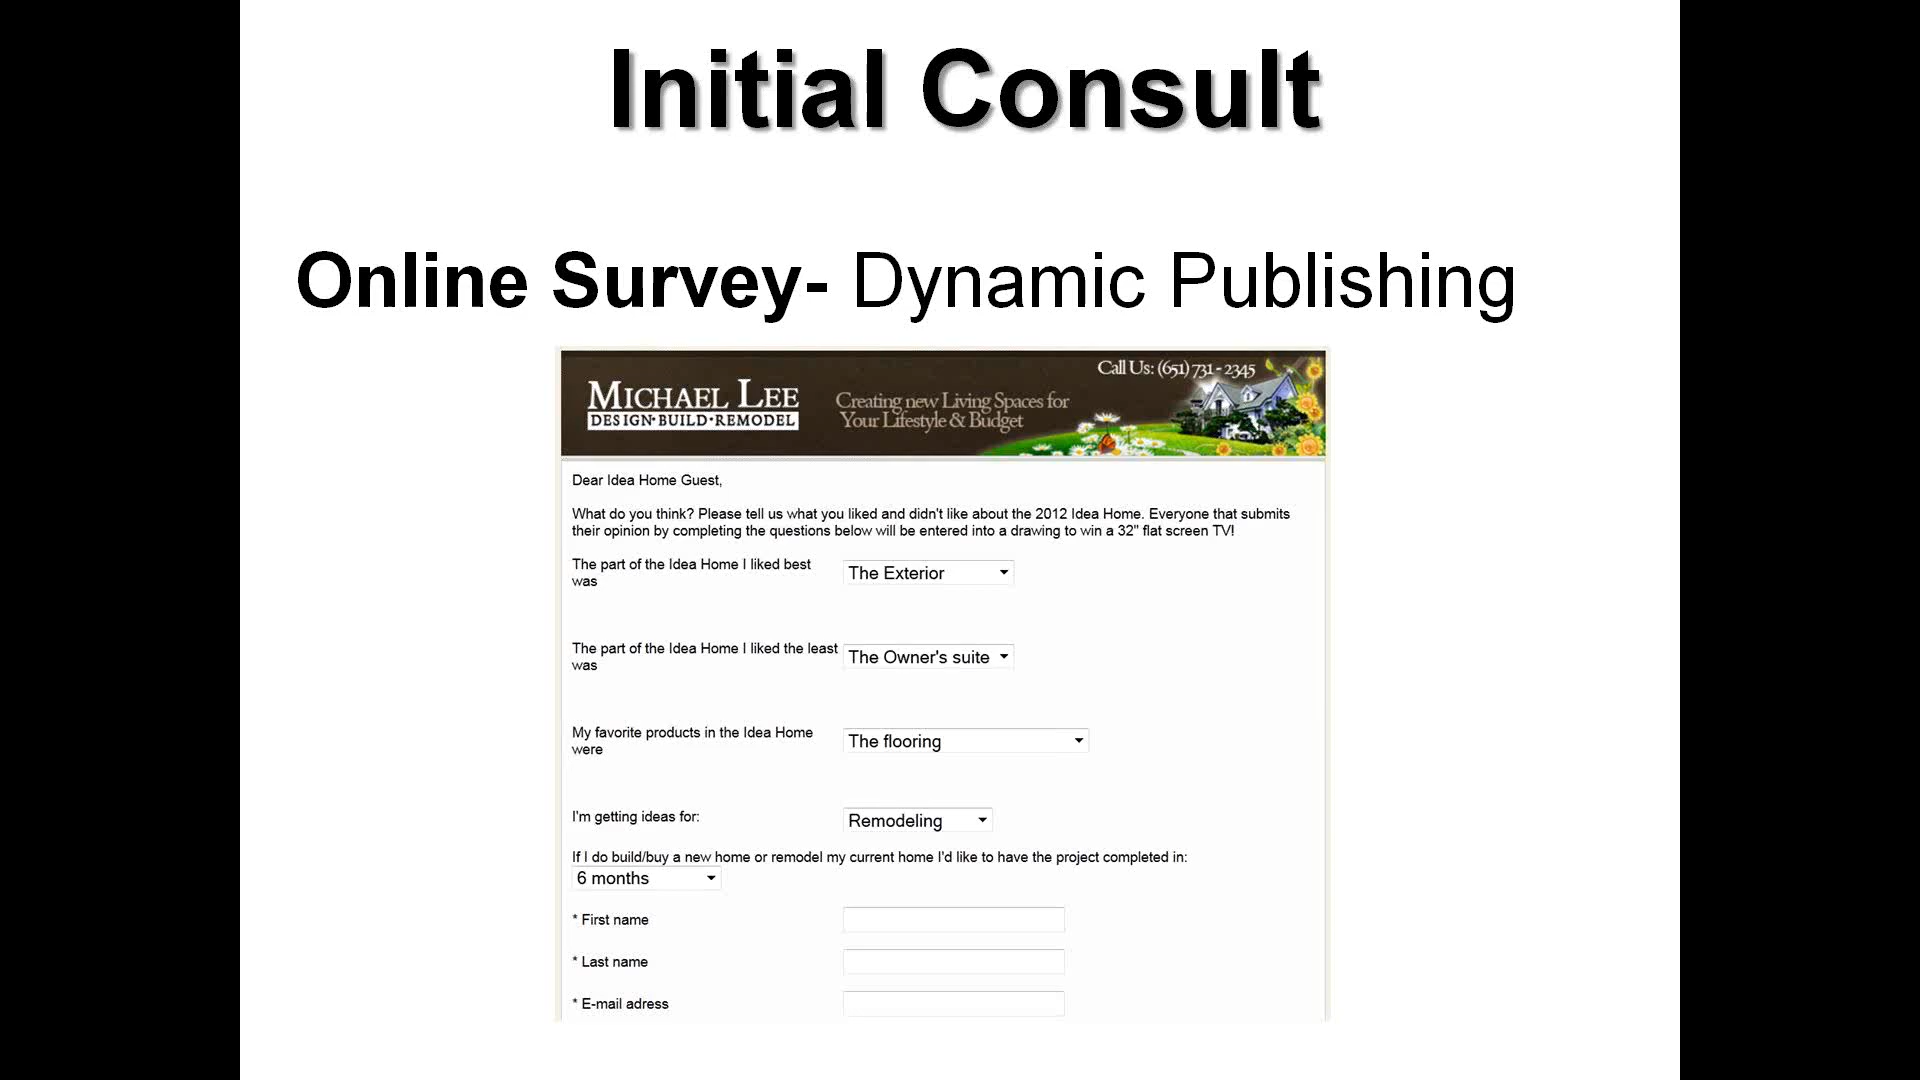 Initial Consult
Online Survey- Dynamic Publishing
Call Us: (651) 731-2345
MICHAEL LEE
DESIGN•BUILD•REMODEL
Creating new Living Spaces for
Your Lifestyle & Budget
Dear Idea Home Guest,
What do you think? Please tell us what you liked and didn't like about the 2012 Idea Home. Everyone that submits
their opinion by completing the questions below will be entered into a drawing to win a 32" flat screen TV!
The part of the Idea Home I liked best
was
The Exterior
The part of the Idea Home I liked the least
was
The Owner's suite
My favorite products in the Idea Home
were
The flooring
I'm getting ideas for:
Remodeling
If I do build/buy a new home or remodel my current home I'd like to have the project completed in:
6 months
* First name
* Last name
* E-mail adress